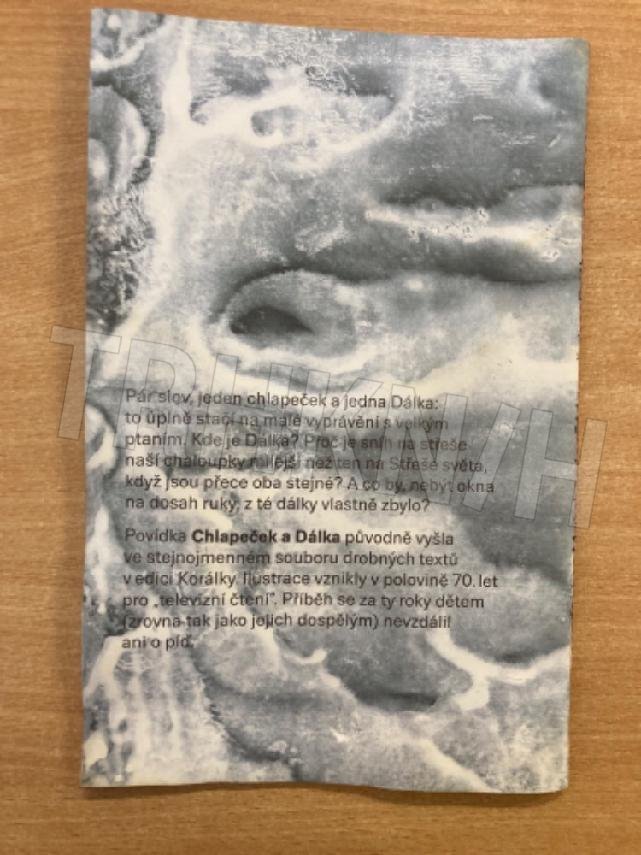 Pár slov, jeden chlapeček a jedna Dálka:
to úplně stačí na malé vyprávění s velkým
ptaním. Kde je Dálka? Proč je sníh na střeše
naší chaloupky milejší než ten na Střeše světa,
když jsou přece oba stejné? A co by, nebýt okna
na dosah ruky, z té dálky vlastně zbylo?
Povídka Chlapeček a Dálka původně vyšla
ve stejnojmenném souboru drobných textů
v edici Korálky. Ilustrace vznikly v polovině 70. let
pro „televizní čtení“. Příběh se za ty roky dětem
(zrovna tak jako jejich dospělým) nevzdálil
ani o píď.